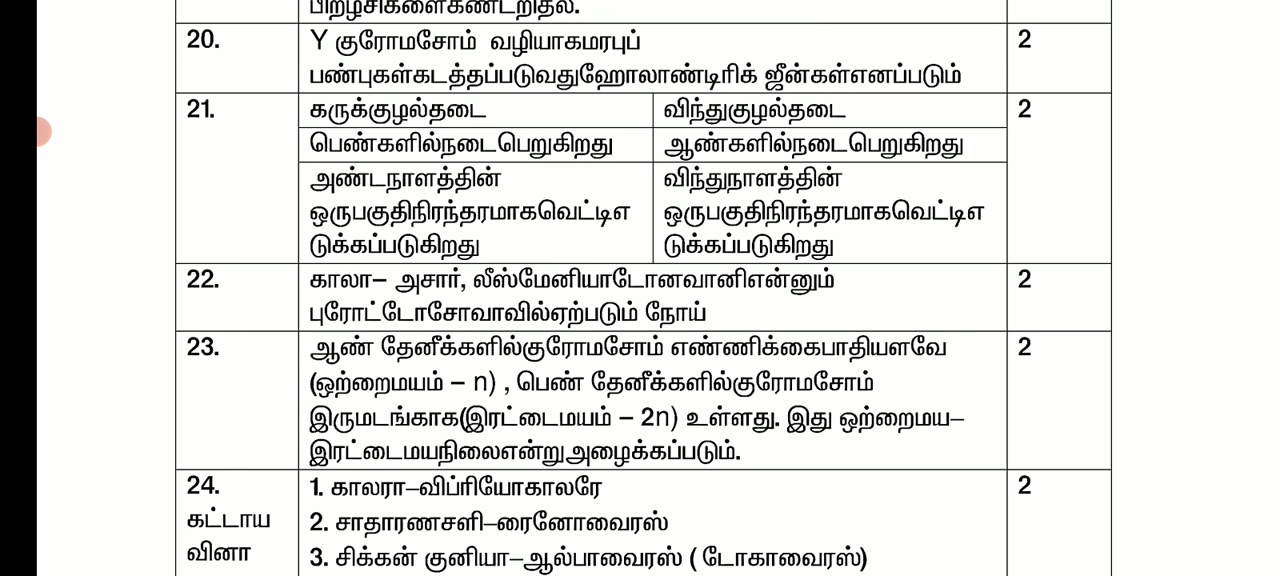 பிறழ்சிகளைகண்டறிதல்.
20. Y குரோமசோம் வழியாகமரபுப் 2
பண்புகள்கடத்தப்படுவதுஹோலாண்டிரிக் ஜீன்கள்எனப்படும்
21. கருக்குழல்தடை விந்துகுழல்தடை 2
பெண்களில்நடைபெறுகிறது ஆண்களில்நடைபெறுகிறது
அண்டநாளத்தின் விந்துநாளத்தின்
ஒருபகுதிநிரந்தரமாகவெட்டிஎ ஒருபகுதிநிரந்தரமாகவெட்டிஎ
டுக்கப்படுகிறது டுக்கப்படுகிறது
22. காலா– அசார், லீஸ்மேனியாடோனவானிஎன்னும் 2
புரோட்டோசோவாவில்ஏற்படும் நோய்
23. ஆண் தேனீக்களில்குரோமசோம் எண்ணிக்கைபாதியளவே 2
(ஒற்றைமயம் – n) , பெண் தேனீக்களில்குரோமசோம்
இருமடங்காக(இரட்டைமயம் – 2n) உள்ளது. இது ஒற்றைமய–
இரட்டைமயநிலைஎன்றுஅழைக்கப்படும்.
24. 1. காலரா–விப்ரியோகாலரே 2
கட்டாய 2. சாதாரணசளி–ரைனோவைரஸ்
வினா 3. சிக்கன் குனியா–ஆல்பாவைரஸ் ( டோகாவைரஸ்)